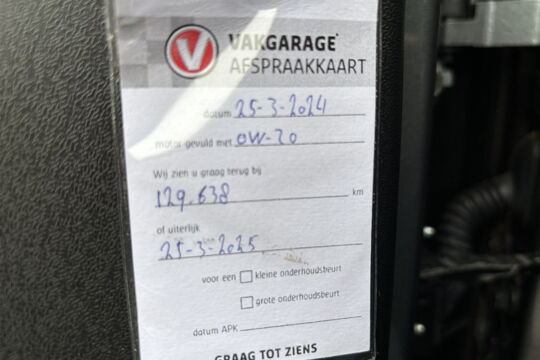 VAKGARAGE
AFSPRAAKKAART
datum 25-3-2024
motor gevuld met 0W-20
Wij zien u graag terug bij
129.638 km
of uiterlijk
25-3-2025
voor een kleine onderhoudsbeurt
grote onderhoudsbeurt
datum APK
GRAAG TOT ZIENS